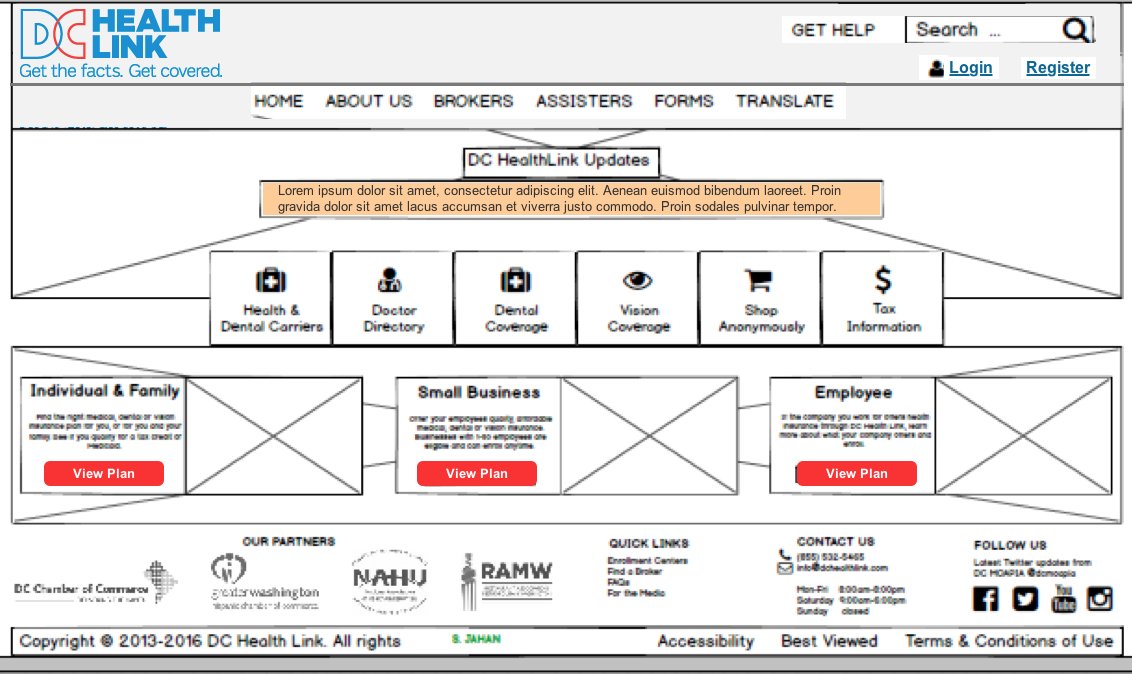 DC HEALTH
LINK
Get the facts. Get covered.
GET HELP
Search ...
Login
Register
HOME ABOUT US BROKERS ASSISTERS FORMS TRANSLATE
DC HealthLink Updates
Lorem ipsum dolor sit amet, consectetur adipiscing elit. Aenean euismod bibendum laoreet. Proin
gravida dolor sit amet lacus accumsan et viverra justo commodo. Proin sodales pulvinar tempor.
Health &
Dental Carriers
Doctor
Directory
Dental
Coverage
Vision
Coverage
Shop
Anonymously
Tax
Information
Individual & Family
Find the right medical, dental or vision
insurance plan for you, or for you and your
family. See if you qualify for a tax credit or
Medicaid.
View Plan
Small Business
Offer your employees quality, affordable
medical, dental or vision insurance.
Businesses with 1-50 employees are
eligible and can enroll anytime.
View Plan
Employee
If the company you work for offers health
insurance through DC Health Link, learn
more about what your company offers and
enroll.
View Plan
OUR PARTNERS
DC Chamber of Commerce
greater washington
hispanic chamber of commerce
NAHU
RAMW
QUICK LINKS
Enrollment Centers
Find a Broker
FAQs
For the Media
CONTACT US
(855) 532-5465
info@dchealthlink.com
Mon-Fri 8:00am-8:00pm
Saturday 9:00am-6:00pm
Sunday closed
FOLLOW US
Latest Twitter updates from
DC MOAPIA @dcmoapia
You
Tube
Copyright © 2013-2016 DC Health Link. All rights
S. JAHAN
Accessibility Best Viewed Terms & Conditions of Use